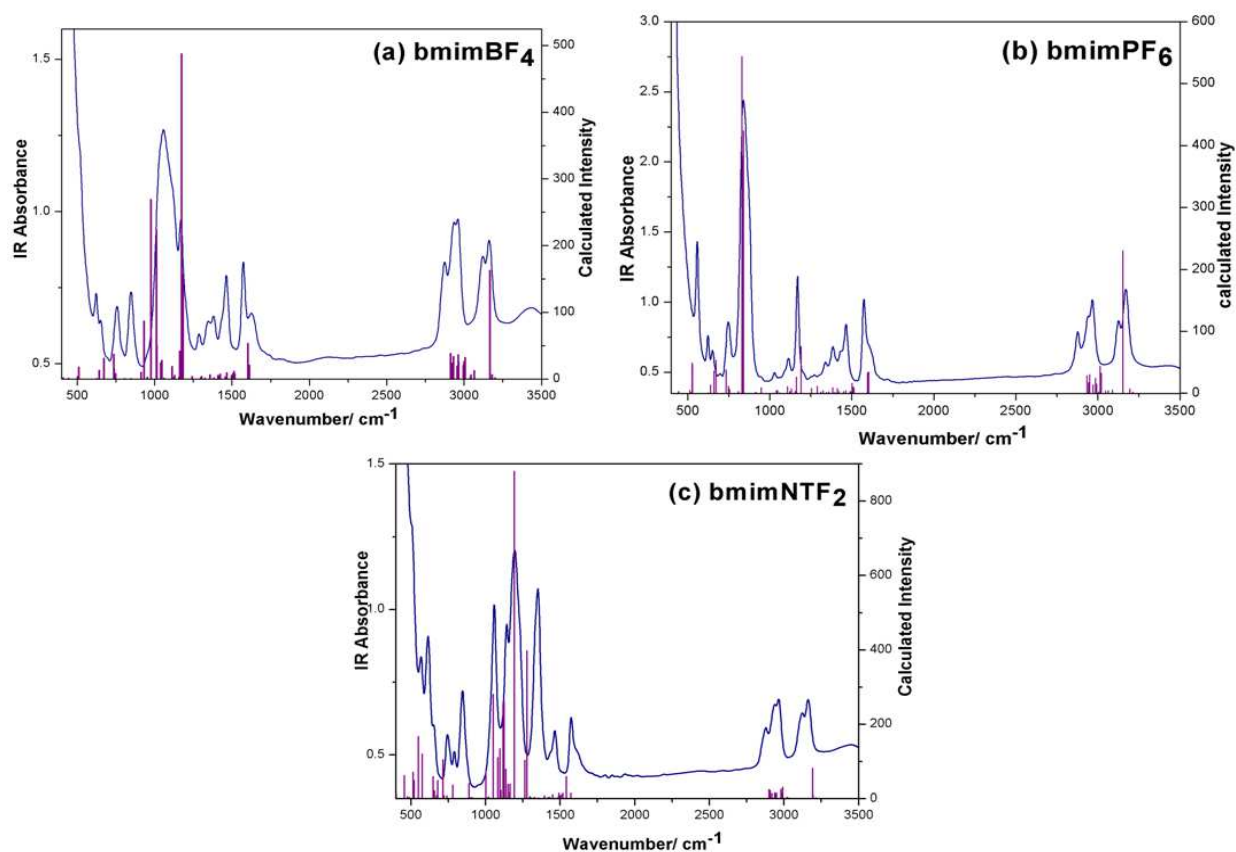 (a) bmimBF4
1.5
1.0
0.5
IR Absorbance
500
400
300
200
100
0
Calculated Intensity
500 1000 1500 2000 2500 3000 3500
Wavenumber/ cm-1
(b) bmimPF6
3.0
2.5
2.0
1.5
1.0
0.5
IR Absorbance
600
500
400
300
200
100
0
calculated Intensity
500 1000 1500 2000 2500 3000 3500
Wavenumber/ cm-1
(c) bmimNTF2
1.5
1.0
0.5
IR Absorbance
800
600
400
200
0
Calculated Intensity
500 1000 1500 2000 2500 3000 3500
Wavenumber/ cm-1